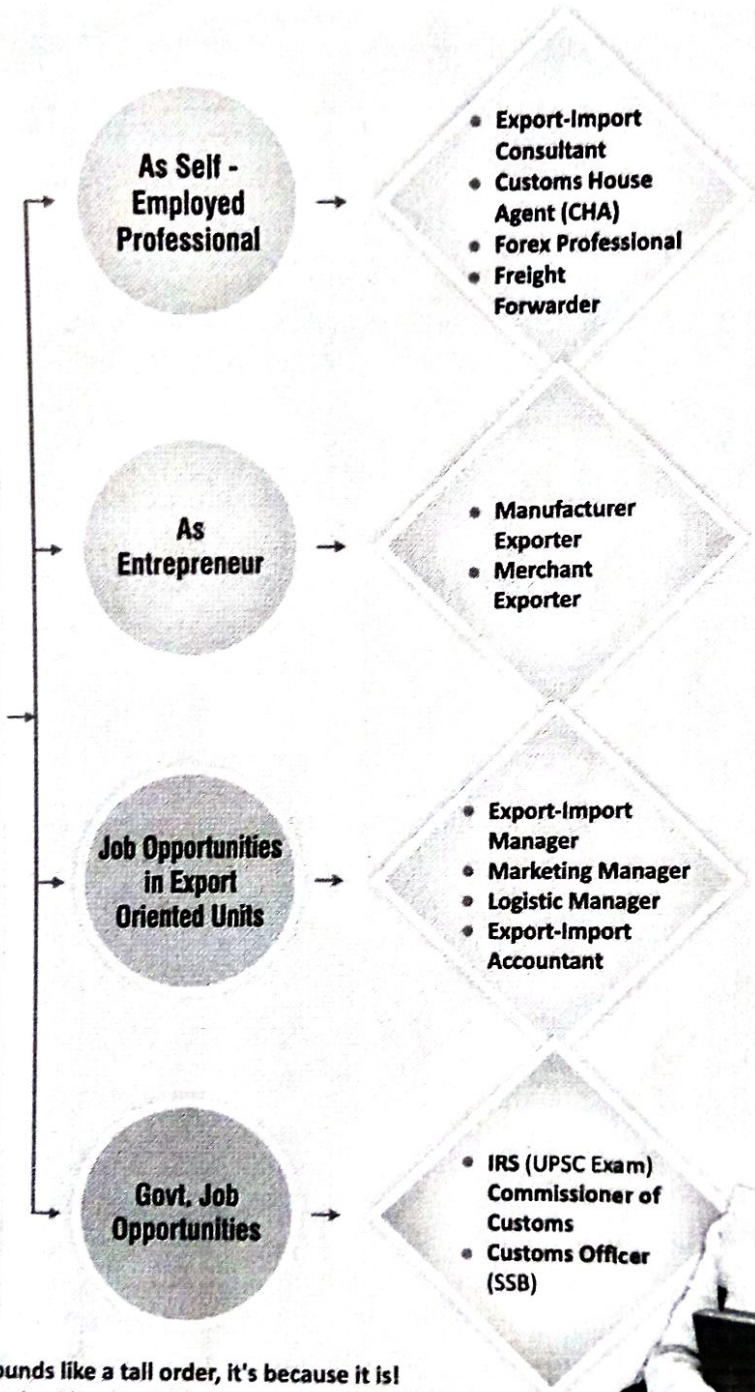 As Self -
Employed
Professional
• Export-Import
Consultant
• Customs House
Agent (CHA)
• Forex Professional
• Freight
Forwarder
As
Entrepreneur
• Manufacturer
Exporter
• Merchant
Exporter
Job Opportunities
in Export
Oriented Units
• Export-Import
Manager
• Marketing Manager
• Logistic Manager
• Export-Import
Accountant
Govt. Job
Opportunities
• IRS (UPSC Exam)
Commissioner of
Customs
• Customs Officer
(SSB)
ounds like a tall order, it's because it is!